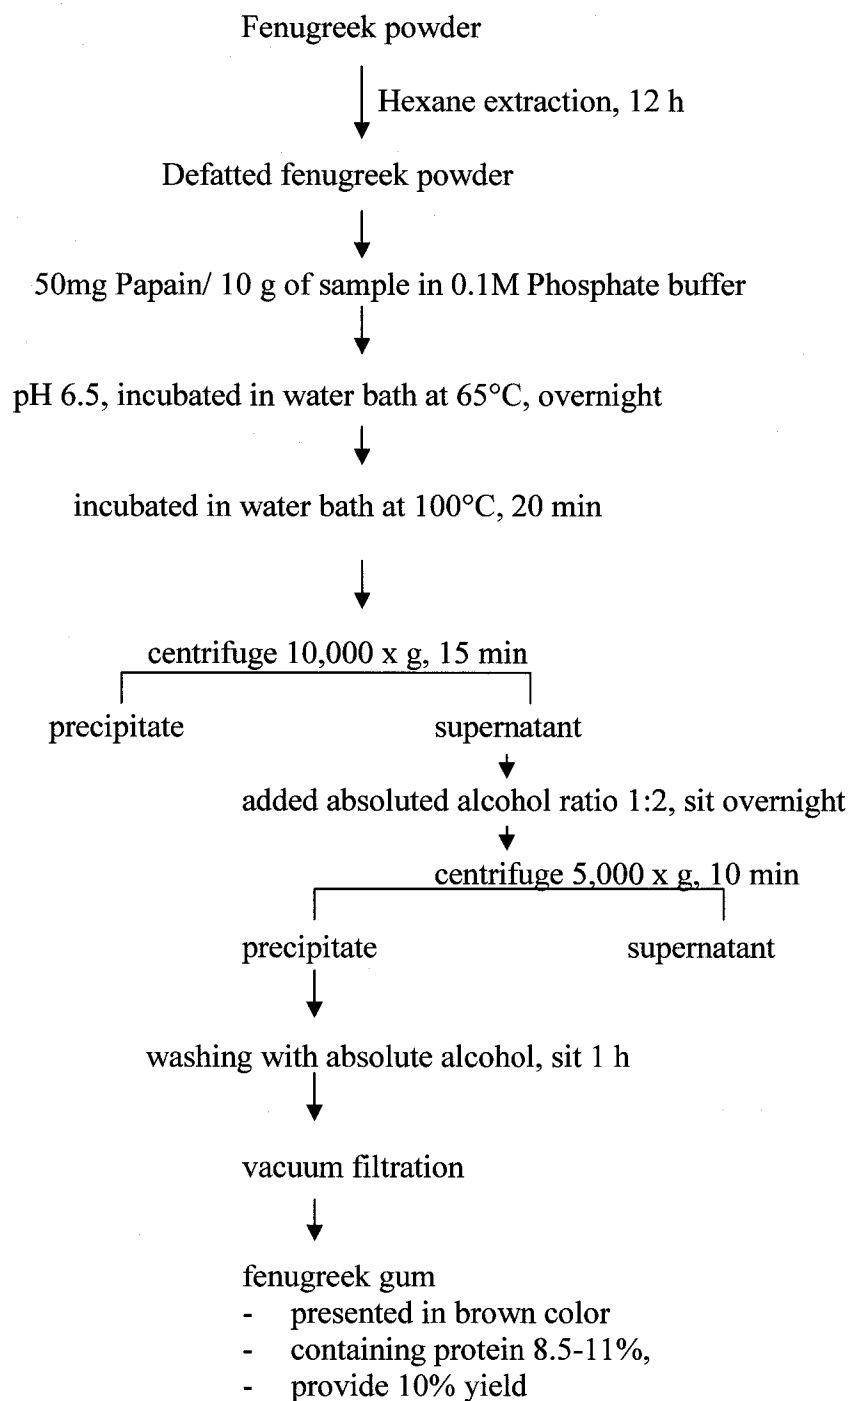 Fenugreek powder
Hexane extraction, 12 h
Defatted fenugreek powder
50mg Papain/ 10 g of sample in 0.1M Phosphate buffer
pH 6.5, incubated in water bath at 65°C, overnight
incubated in water bath at 100°C, 20 min
centrifuge 10,000 x g, 15 min
precipitate supernatant
added absoluted alcohol ratio 1:2, sit overnight
centrifuge 5,000 x g, 10 min
precipitate supernatant
washing with absolute alcohol, sit 1 h
vacuum filtration
fenugreek gum
- presented in brown color
- containing protein 8.5-11%,
- provide 10% yield